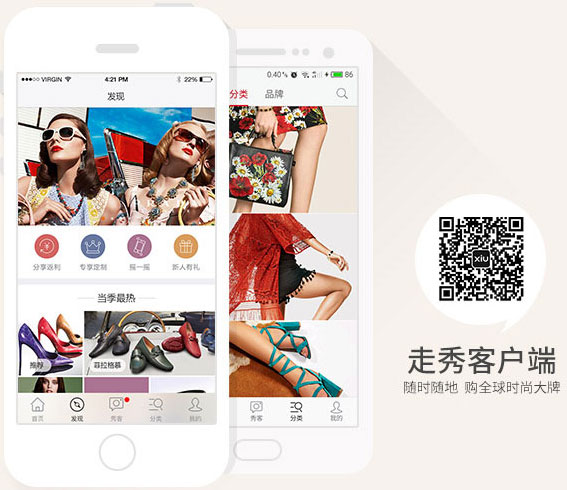 VIRGIN
4:21 PM
22%
发现
分享返利
专享定制
摇一摇
新人有礼
当季最热
推荐
菲拉格慕
首页
发现
秀客
分类
我的
0.40%
86
分类
品牌
秀客
分类
我的
xiu
走秀客户端
随时随地 购全球时尚大牌